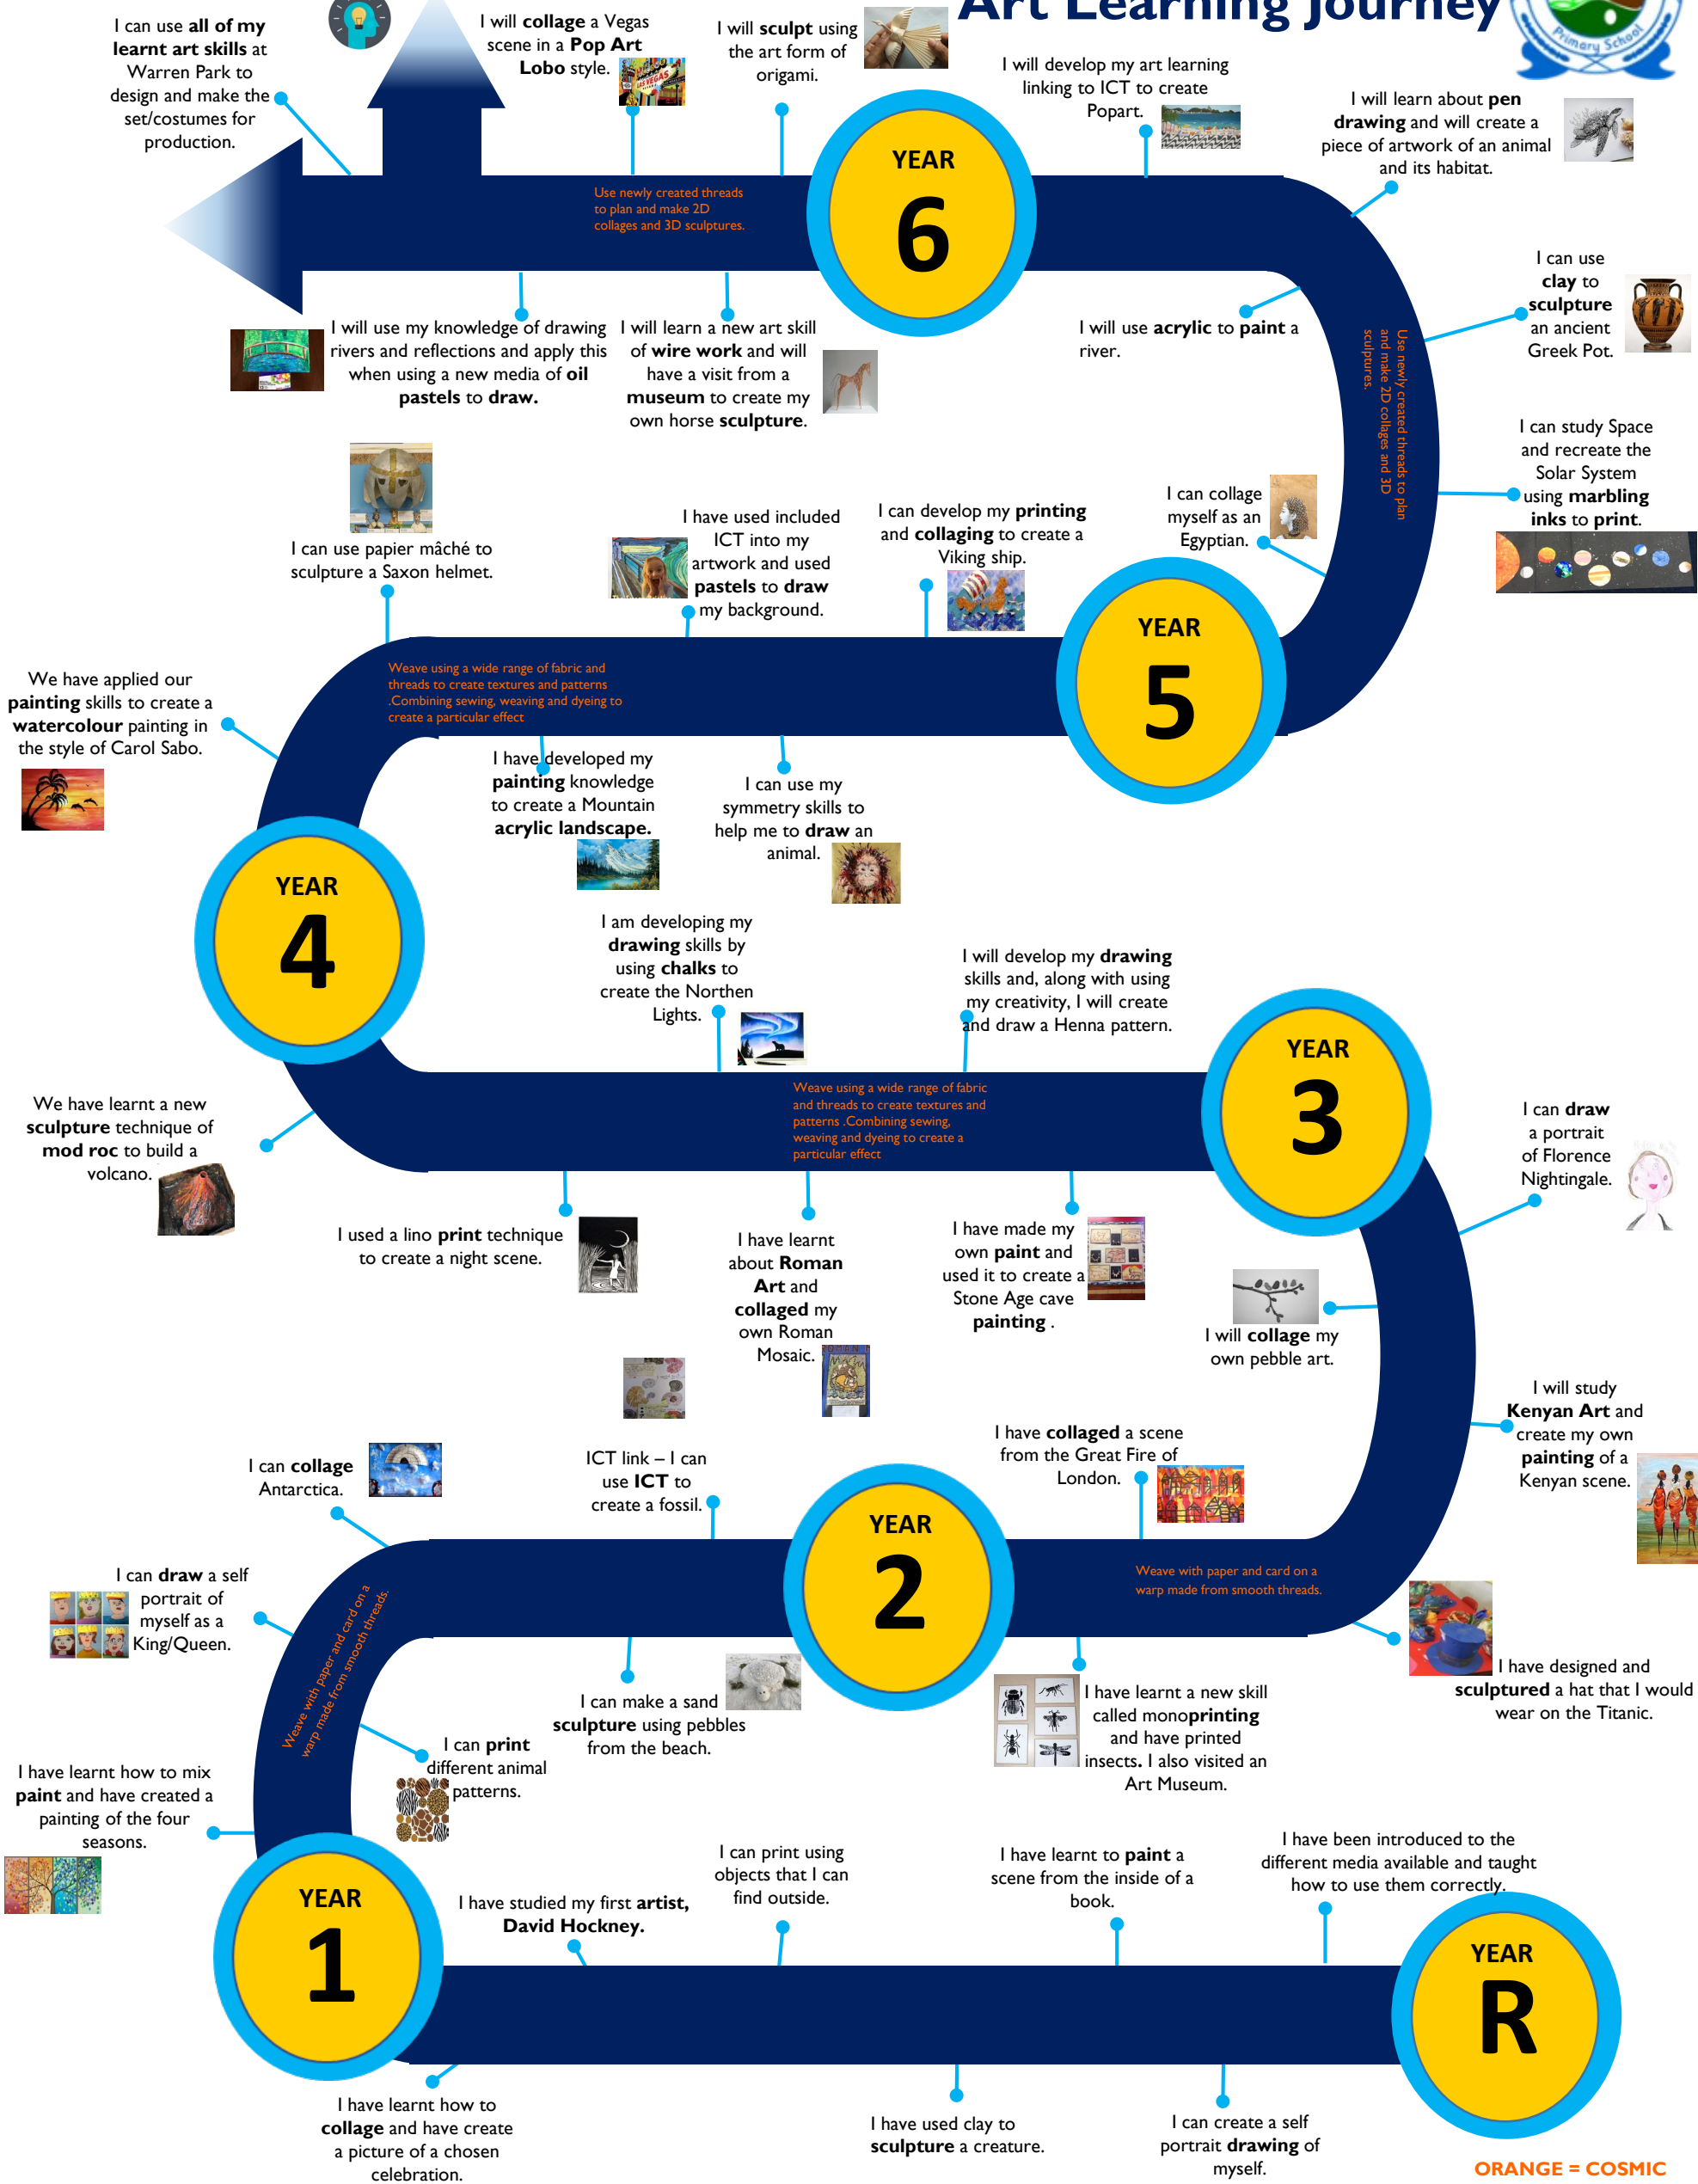 Art Learning Journey
Primary School
I can use all of my
learnt art skills at
Warren Park to
design and make the
set/costumes for
production.
I will collage a Vegas
scene in a Pop Art
Lobo style.
LAS VEGAS
I will sculpt using
the art form of
origami.
I will develop my art learning
linking to ICT to create
Popart.
I will learn about pen
drawing and will create a
piece of artwork of an animal
and its habitat.
Use newly created threads
to plan and make 2D
collages and 3D sculptures.
YEAR
6
I will use my knowledge of drawing
rivers and reflections and apply this
when using a new media of oil
pastels to draw.
I will learn a new art skill
of wire work and will
have a visit from a
museum to create my
own horse sculpture.
I will use acrylic to paint a
river.
I can use
clay to
sculpture
an ancient
Greek Pot.
Use newly created threads to plan
and make 2D collages and 3D
sculptures.
I can study Space
and recreate the
Solar System
using marbling
inks to print.
I can collage
myself as an
Egyptian.
I can develop my printing
and collaging to create a
Viking ship.
I have used included
ICT into my
artwork and used
pastels to draw
my background.
I can use papier mâché to
sculpture a Saxon helmet.
YEAR
5
Weave using a wide range of fabric and
threads to create textures and patterns
.Combining sewing, weaving and dyeing to
create a particular effect
We have applied our
painting skills to create a
watercolour painting in
the style of Carol Sabo.
I have developed my
painting knowledge
to create a Mountain
acrylic landscape.
I can use my
symmetry skills to
help me to draw an
animal.
YEAR
4
I am developing my
drawing skills by
using chalks to
create the Northen
Lights.
I will develop my drawing
skills and, along with using
my creativity, I will create
and draw a Henna pattern.
YEAR
3
We have learnt a new
sculpture technique of
mod roc to build a
volcano.
Weave using a wide range of fabric
and threads to create textures and
patterns .Combining sewing,
weaving and dyeing to create a
particular effect
I used a lino print technique
to create a night scene.
I have learnt
about Roman
Art and
collaged my
own Roman
Mosaic.
I have made my
own paint and
used it to create a
Stone Age cave
painting .
I can draw
a portrait
of Florence
Nightingale.
I will collage my
own pebble art.
I will study
Kenyan Art and
create my own
painting of a
Kenyan scene.
I can collage
Antarctica.
ICT link – I can
use ICT to
create a fossil.
I have collaged a scene
from the Great Fire of
London.
YEAR
2
Weave with paper and card on a
warp made from smooth threads.
I can draw a self
portrait of
myself as a
King/Queen.
Weave with paper and card on a
warp made from smooth threads.
I can make a sand
sculpture using pebbles
from the beach.
I have learnt a new skill
called monoprinting
and have printed
insects. I also visited an
Art Museum.
I have designed and
sculptured a hat that I would
wear on the Titanic.
I can print
different animal
patterns.
I have learnt how to mix
paint and have created a
painting of the four
seasons.
YEAR
1
I have studied my first artist,
David Hockney.
I can print using
objects that I can
find outside.
I have learnt to paint a
scene from the inside of a
book.
I have been introduced to the
different media available and taught
how to use them correctly.
YEAR
R
I have learnt how to
collage and have create
a picture of a chosen
celebration.
I have used clay to
sculpture a creature.
I can create a self
portrait drawing of
myself.
ORANGE = COSMIC